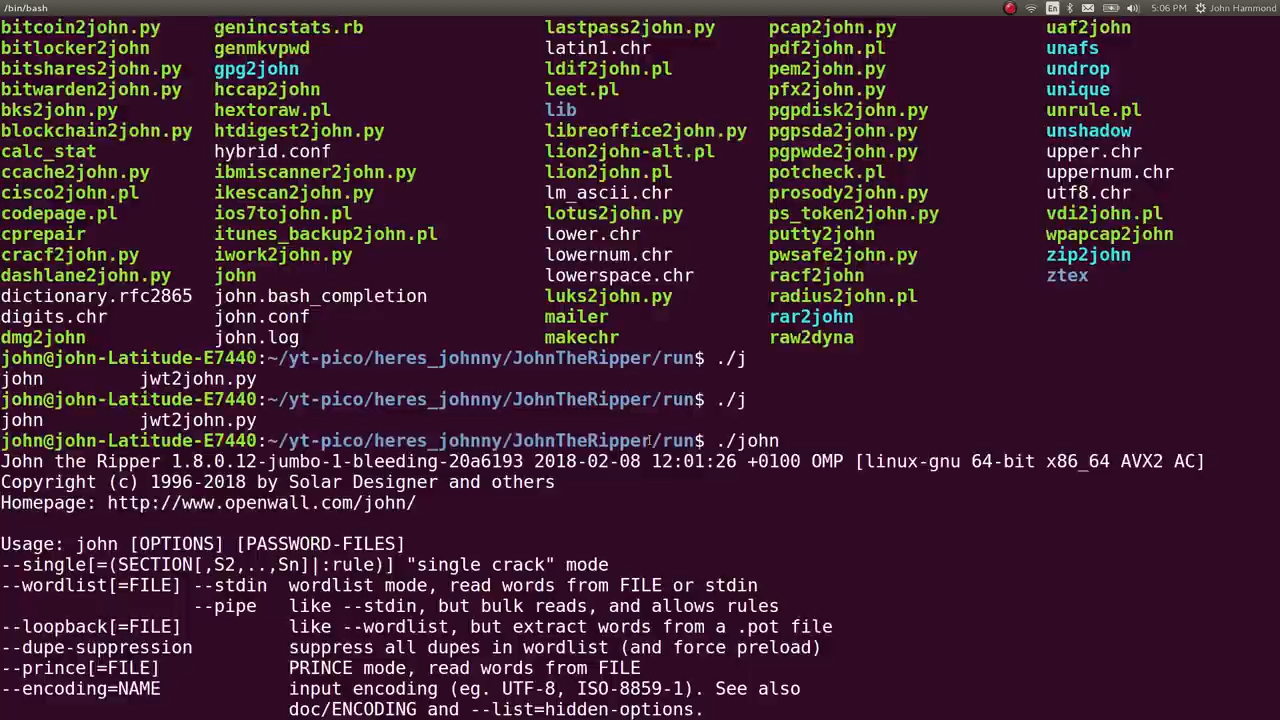 /bin/bash En 5:06 PM John Hammond
bitcoin2john.py genincstats.rb lastpass2john.py pcap2john.py uaf2john
bitlocker2john genmkvpwd latin1.chr pdf2john.pl unafs
bitshares2john.py gpg2john ldif2john.pl pem2john.py undrop
bitwarden2john.py hccap2john leet.pl pfx2john.py unique
bks2john.py hextoraw.pl lib pgpdisk2john.py unrule.pl
blockchain2john.py htdigest2john.py libreoffice2john.py pgpsda2john.py unshadow
calc_stat hybrid.conf lion2john-alt.pl pgpwde2john.py upper.chr
ccache2john.py ibmiscanner2john.py lion2john.pl potcheck.pl uppernum.chr
cisco2john.pl ikescan2john.py lm_ascii.chr prosody2john.py utf8.chr
codepage.pl ios7tojohn.pl lotus2john.py ps_token2john.py vdi2john.pl
cprepair itunes_backup2john.pl lower.chr putty2john wpapcap2john
cracf2john.py iwork2john.py lowernum.chr pwsafe2john.py zip2john
dashlane2john.py john lowerspace.chr racf2john ztex
dictionary.rfc2865 john.bash_completion luks2john.py radius2john.pl
digits.chr john.conf mailer rar2john
dmg2john john.log makechr raw2dyna
john@john-Latitude-E7440:~/yt-pico/heres_johnny/JohnTheRipper/run$ ./j
john jwt2john.py
john@john-Latitude-E7440:~/yt-pico/heres_johnny/JohnTheRipper/run$ ./j
john jwt2john.py
john@john-Latitude-E7440:~/yt-pico/heres_johnny/JohnTheRipper/run$ ./john
John the Ripper 1.8.0.12-jumbo-1-bleeding-20a6193 2018-02-08 12:01:26 +0100 OMP [linux-gnu 64-bit x86_64 AVX2 AC]
Copyright (c) 1996-2018 by Solar Designer and others
Homepage: http://www.openwall.com/john/
Usage: john [OPTIONS] [PASSWORD-FILES]
--single[=(SECTION[,S2,..,Sn]|:rule)] "single crack" mode
--wordlist[=FILE] --stdin wordlist mode, read words from FILE or stdin
--pipe like --stdin, but bulk reads, and allows rules
--loopback[=FILE] like --wordlist, but extract words from a .pot file
--dupe-suppression suppress all dupes in wordlist (and force preload)
--prince[=FILE] PRINCE mode, read words from FILE
--encoding=NAME input encoding (eg. UTF-8, ISO-8859-1). See also
doc/ENCODING and --list=hidden-options.